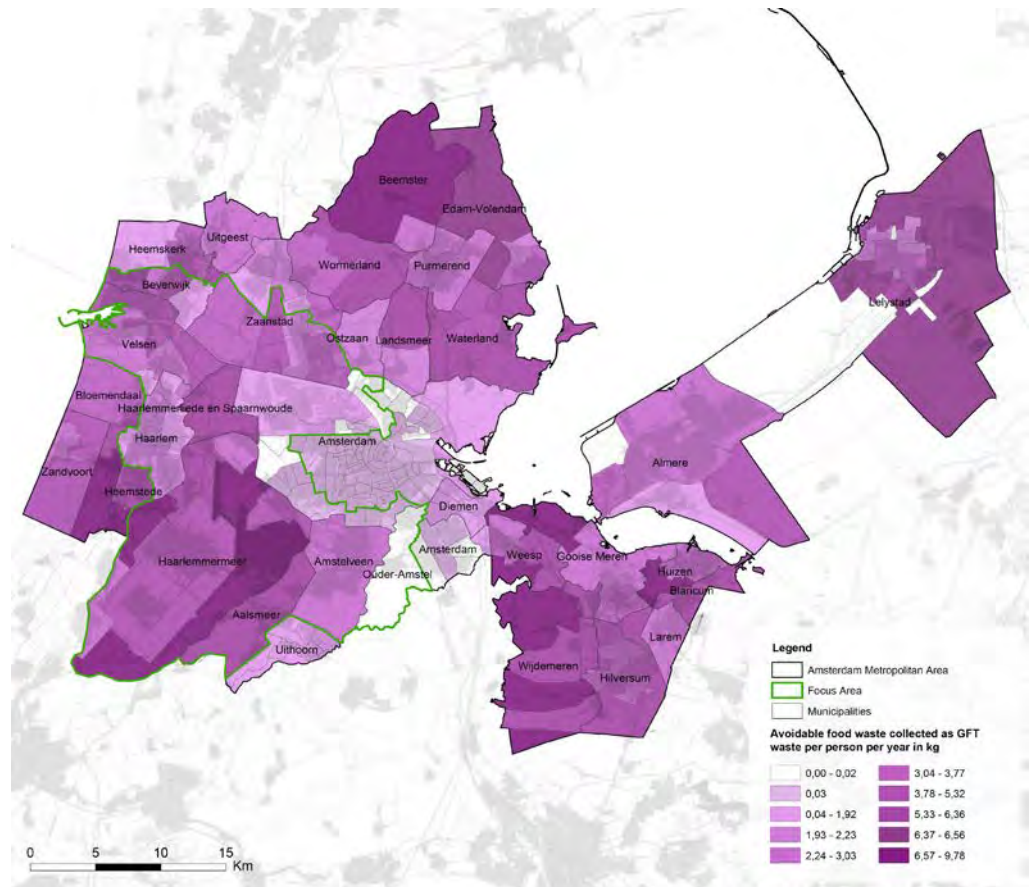 Beemster
Edam-Volendam
Uitgeest
Heemskerk
Wormerland
Purmerend
Beverwijk
Lelystad
Zaanstad
Velsen
Ostzaan
Landsmeer
Waterland
Bloemendaal
Haarlemmerliede en Spaarnwoude
Haarlem
Amsterdam
Almere
Zandvoort
Heemstede
Diemen
Amsterdam
Weesp
Gooise Meren
Haarlemmermeer
Amstelveen
Ouder-Amstel
Huizen
Blaricum
Aalsmeer
Larem
Uithoorn
Wijdemeren
Hilversum
Legend
Amsterdam Metropolitan Area
Focus Area
Municipalities
Avoidable food waste collected as GFT
waste per person per year in kg
0,00 - 0,02
3,04 - 3,77
0,03
3,78 - 5,32
0,04 - 1,92
5,33 - 6,36
1,93 - 2,23
6,37 - 6,56
2,24 - 3,03
6,57 - 9,78
0 5 10 15
Km